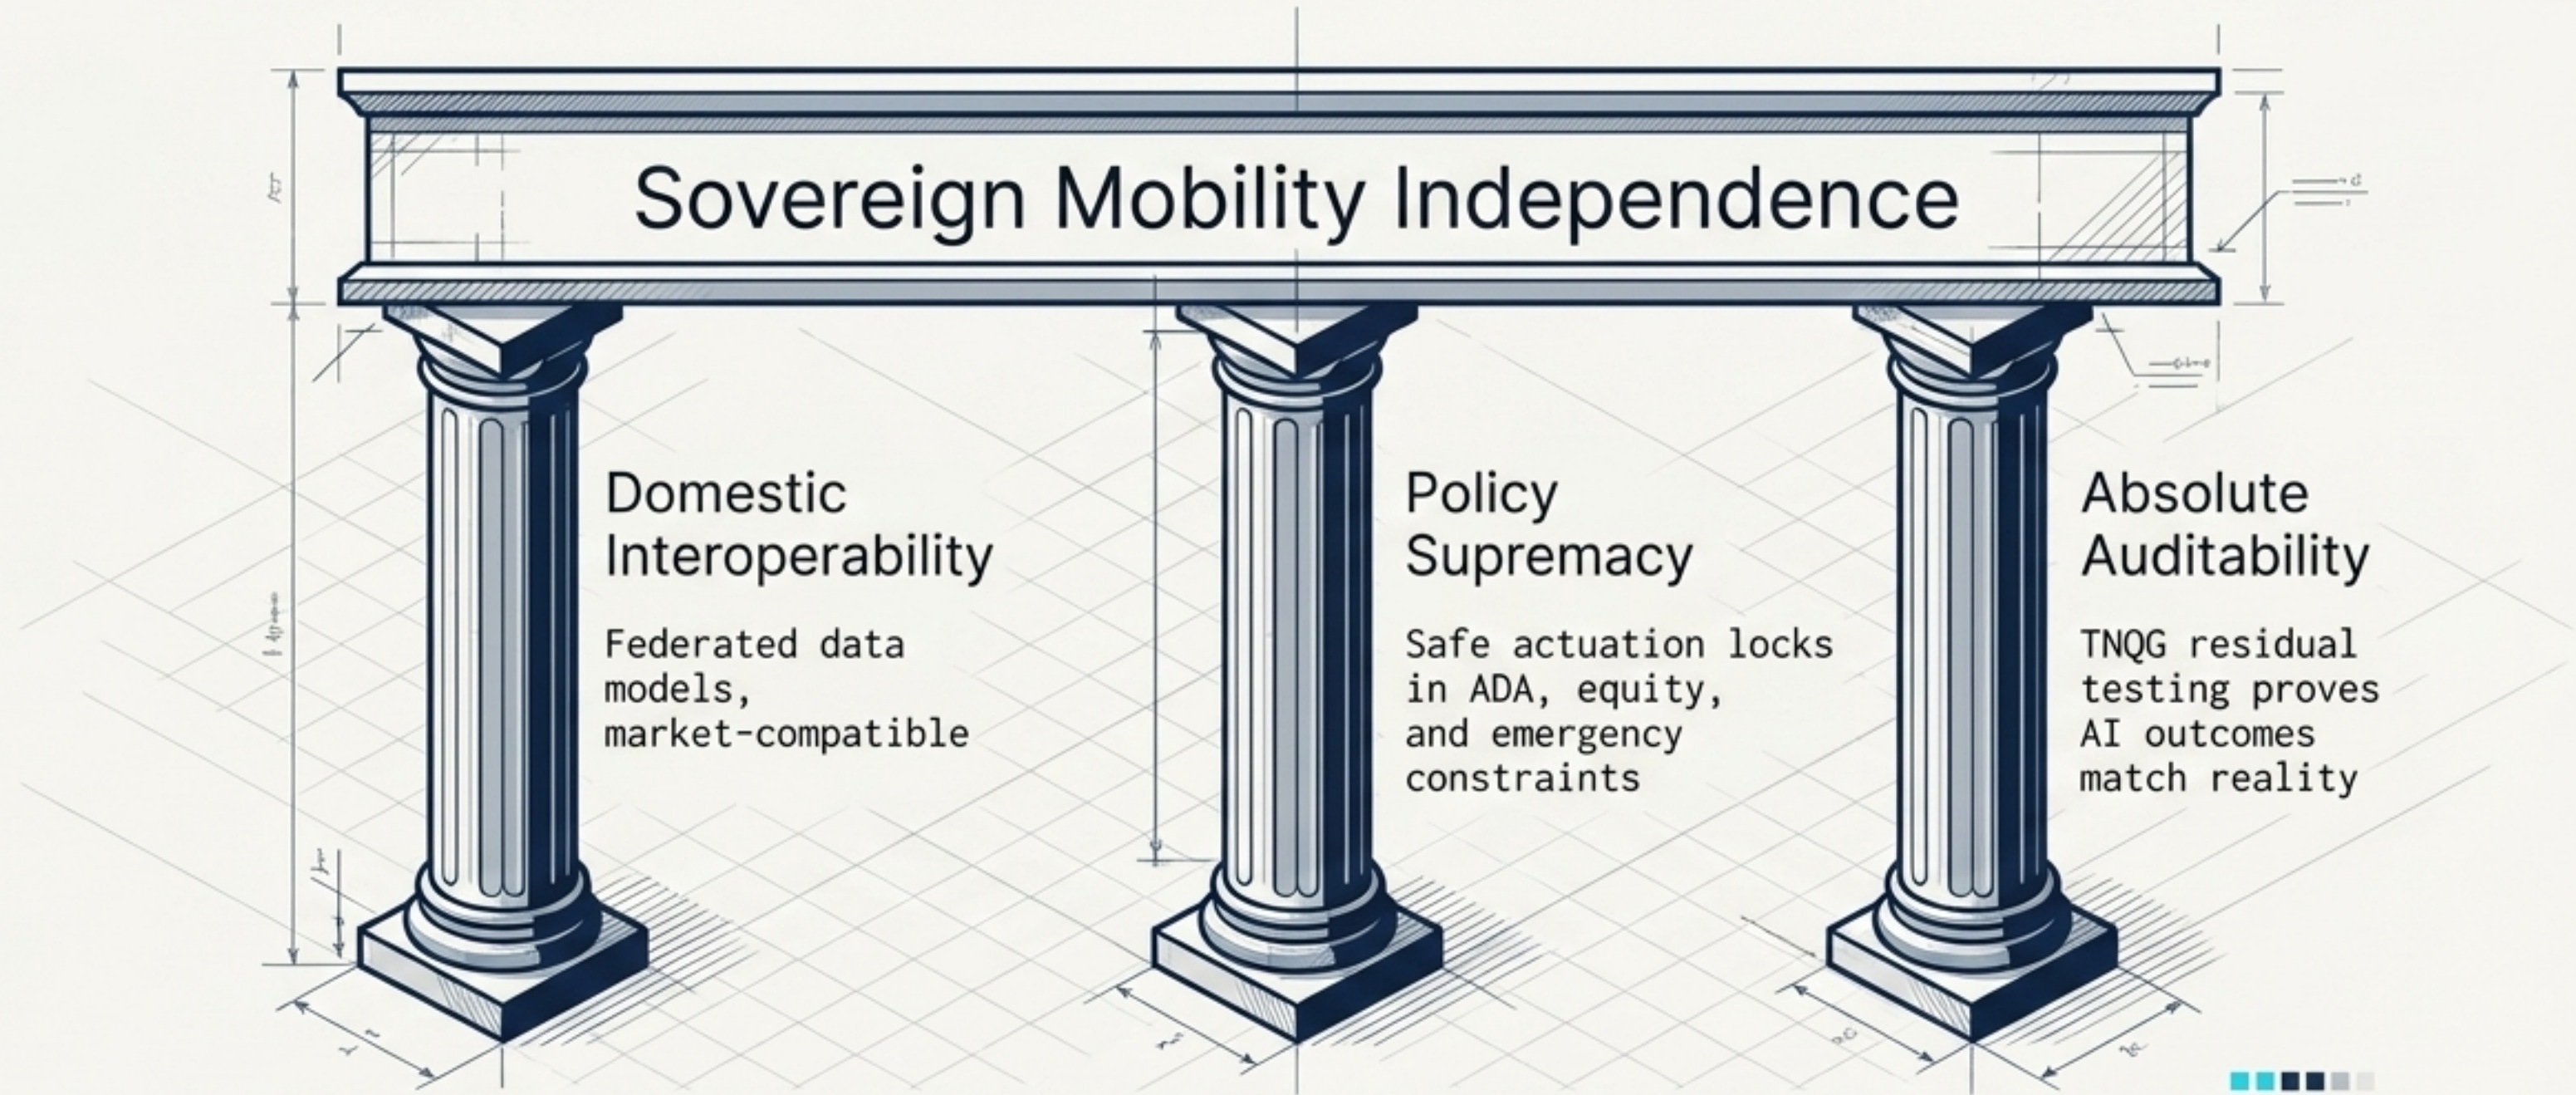 Sovereign Mobility Independence
Domestic
Interoperability
Federated data
models,
market-compatible
Policy
Supremacy
Safe actuation locks
in ADA, equity,
and emergency
constraints
Absolute
Auditability
TNQG residual
testing proves
AI outcomes
match reality